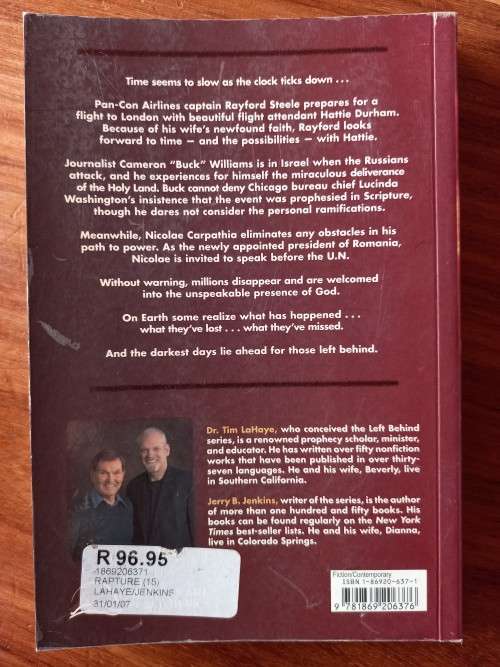 Time seems to slow as the clock ticks down . . .
Pan-Con Airlines captain Rayford Steele prepares for a
flight to London with beautiful flight attendant Hattie Durham.
Because of his wife's newfound faith, Rayford looks
forward to time — and the possibilities — with Hattie.
Journalist Cameron "Buck" Williams is in Israel when the Russians
attack, and he experiences for himself the miraculous deliverance
of the Holy Land. Buck cannot deny Chicago bureau chief Lucinda
Washington's insistence that the event was prophesied in Scripture,
though he dares not consider the personal ramifications.
Meanwhile, Nicolae Carpathia eliminates any obstacles in his
path to power. As the newly appointed president of Romania,
Nicolae is invited to speak before the U.N.
Without warning, millions disappear and are welcomed
into the unspeakable presence of God.
On Earth some realize what has happened . . .
what they've lost . . . what they've missed.
And the darkest days lie ahead for those left behind.
Dr. Tim LaHaye, who conceived the Left Behind
series, is a renowned prophecy scholar, minister,
and educator. He has written over fifty nonfiction
works that have been published in over thirty-
seven languages. He and his wife, Beverly, live
in Southern California.
Jerry B. Jenkins, writer of the series, is the author
of more than one hundred and fifty books. His
books can be found regularly on the New York
Times best-seller lists. He and his wife, Dianna,
live in Colorado Springs.
R 96.95
1869206371
RAPTURE (15)
LAHAYE/JENKINS
31/01/07
Fiction/Contemporary
ISBN 1-86920-637-1
9 781869 206376